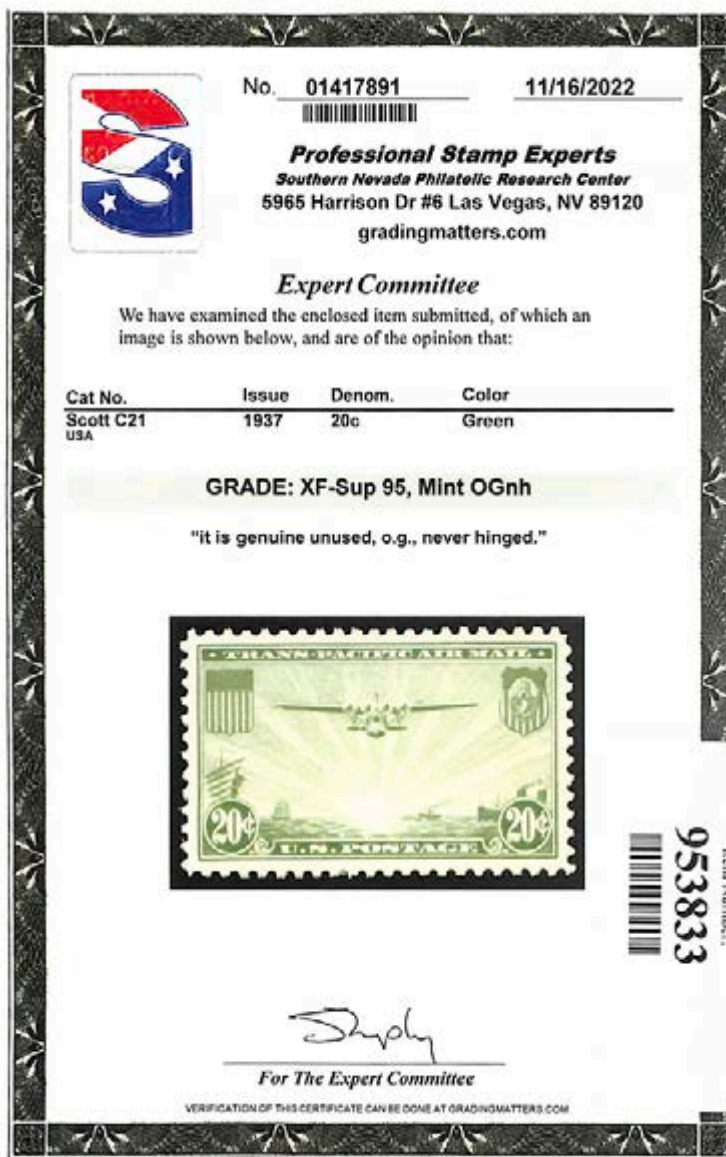 No. 01417891 11/16/2022
Professional Stamp Experts
Southern Nevada Philatelic Research Center
5965 Harrison Dr #6 Las Vegas, NV 89120
gradingmatters.com
Expert Committee
We have examined the enclosed item submitted, of which an
image is shown below, and are of the opinion that:
Cat No. Issue Denom. Color
Scott C21 1937 20c Green
USA
GRADE: XF-Sup 95, Mint OGnh
"it is genuine unused, o.g., never hinged."
TRANS-PACIFIC AIR MAIL
20¢ 20¢
U.S. POSTAGE
953833
For The Expert Committee
VERIFICATION OF THIS CERTIFICATE CAN BE DONE AT GRADINGMATTERS.COM